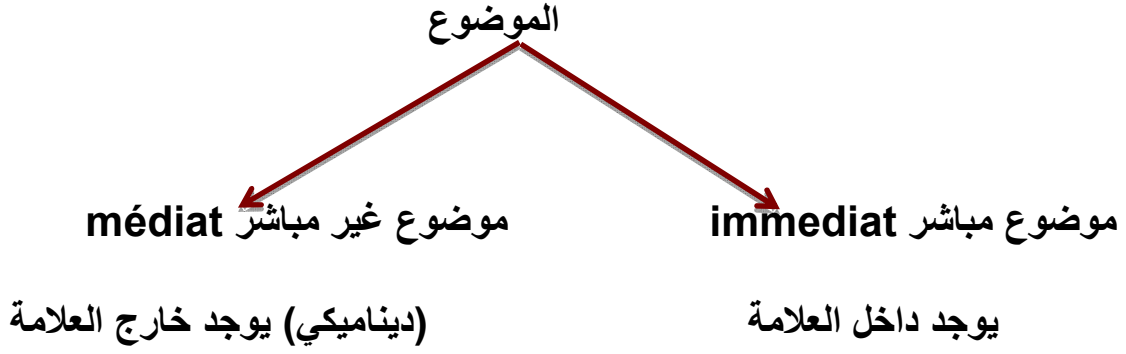 الموضوع
موضوع مباشر immediat
موضوع غير مباشر médiat
يوجد داخل العلامة
(ديناميكي) يوجد خارج العلامة